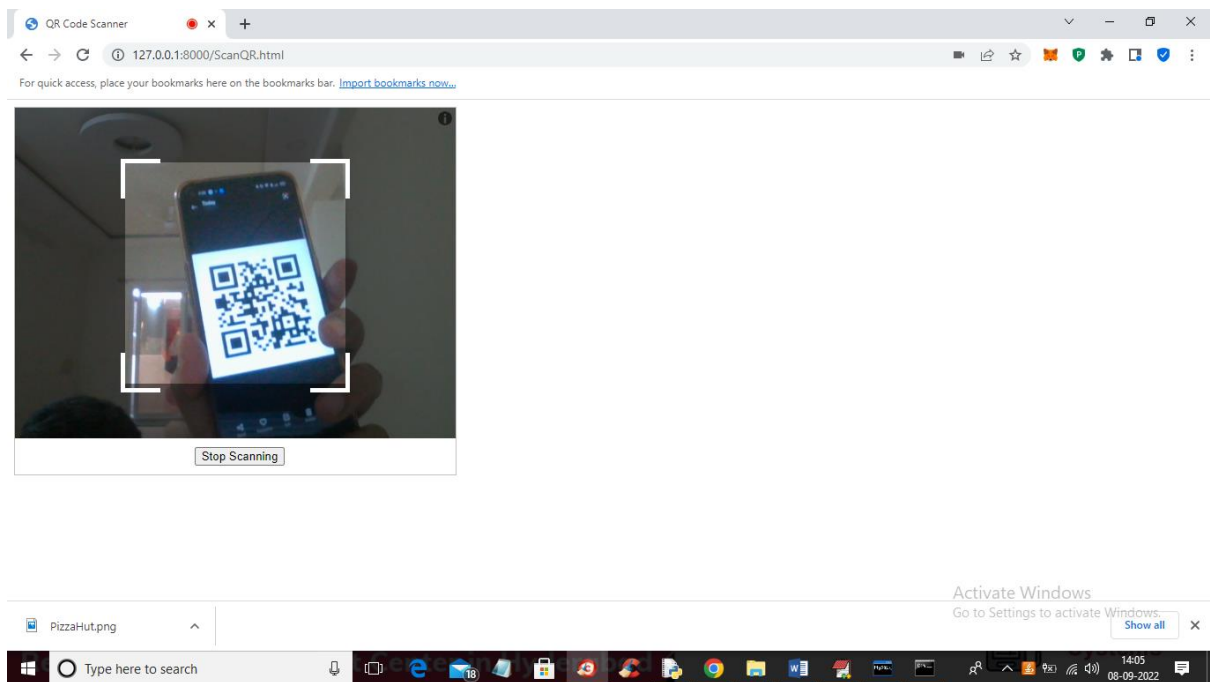 QR Code Scanner
127.0.0.1:8000/ScanQR.html
For quick access, place your bookmarks here on the bookmarks bar. Import bookmarks now...
Today
Stop Scanning
Activate Windows
Go to Settings to activate Windows.
PizzaHut.png
Show all
Type here to search
18
14:05
08-09-2022